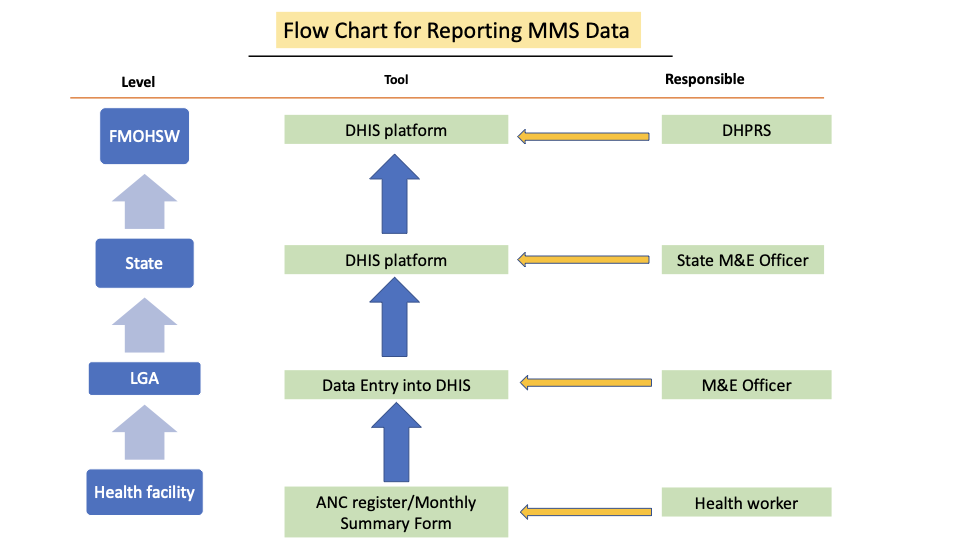 Flow Chart for Reporting MMS Data
Level
Tool
Responsible
FMOHSW
DHIS platform
DHPRS
State
DHIS platform
State M&E Officer
LGA
Data Entry into DHIS
M&E Officer
Health facility
ANC register/Monthly
Summary Form
Health worker